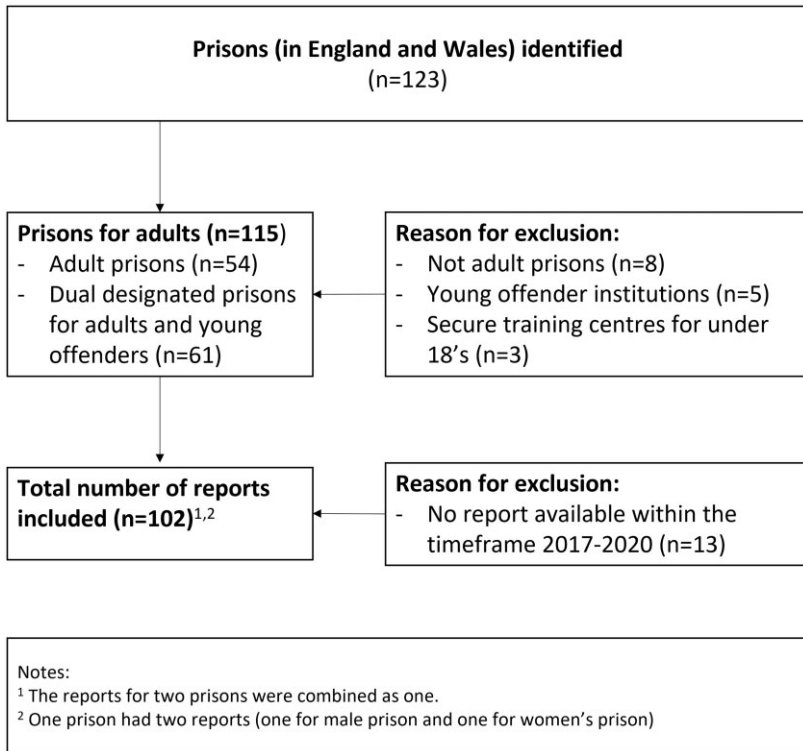 Prisons (in England and Wales) identified
(n=123)
Prisons for adults (n=115)
- Adult prisons (n=54)
- Dual designated prisons
for adults and young
offenders (n=61)
Reason for exclusion:
- Not adult prisons (n=8)
- Young offender institutions (n=5)
- Secure training centres for under
18's (n=3)
Total number of reports
included (n=102)¹,²
Reason for exclusion:
- No report available within the
timeframe 2017-2020 (n=13)
Notes:
¹ The reports for two prisons were combined as one.
² One prison had two reports (one for male prison and one for women's prison)